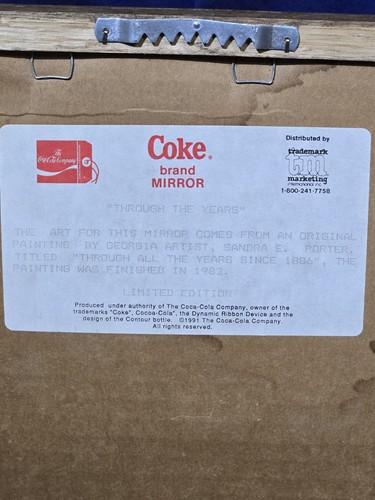 The
Coca-Cola Company
Coke®
brand
MIRROR
Distributed by
trademark
tm
marketing
international inc
1-800-241-7758
"THROUGH THE YEARS"
THE ART FOR THIS MIRROR COMES FROM AN ORIGINAL
PAINTING BY GEORGIA ARTIST, SANDRA E. PORTER,
TITLED "THROUGH ALL THE YEARS SINCE 1886", THE
PAINTING WAS FINISHED IN 1983.
LIMITED EDITION
Produced under authority of The Coca-Cola Company, owner of the
trademarks "Coke", Cocoa-Cola", the Dynamic Ribbon Device and the
design of the Contour bottle. ©1991 The Coca-Cola Company.
All rights reserved.